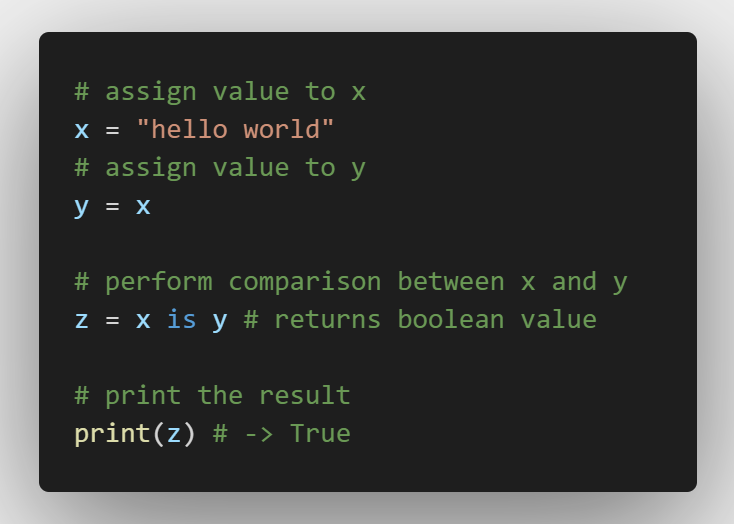 # assign value to x
x = "hello world"
# assign value to y
y = x
# perform comparison between x and y
z = x is y # returns boolean value
# print the result
print(z) # -> True